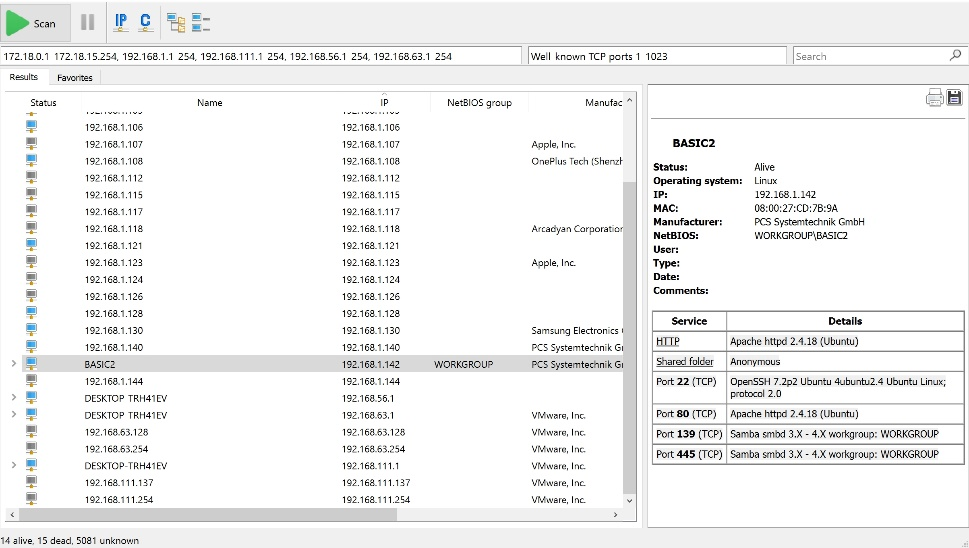 Scan IP C
172.18.0.1 172.18.15.254, 192.168.1.1 254, 192.168.111.1 254, 192.168.56.1 254, 192.168.63.1 254 Well known TCP ports 1 1023 Search
Results Favorites
Status Name IP NetBIOS group Manufac
192.168.1.106 192.168.1.106
192.168.1.107 192.168.1.107 Apple, Inc.
192.168.1.108 192.168.1.108 OnePlus Tech (Shenzh
192.168.1.112 192.168.1.112
192.168.1.115 192.168.1.115
192.168.1.117 192.168.1.117
192.168.1.118 192.168.1.118 Arcadyan Corporation
192.168.1.121 192.168.1.121
192.168.1.123 192.168.1.123 Apple, Inc.
192.168.1.124 192.168.1.124
192.168.1.126 192.168.1.126
192.168.1.128 192.168.1.128
192.168.1.130 192.168.1.130 Samsung Electronics
192.168.1.140 192.168.1.140 PCS Systemtechnik G
BASIC2 192.168.1.142 WORKGROUP PCS Systemtechnik G
192.168.1.144 192.168.1.144
DESKTOP TRH41EV 192.168.56.1
DESKTOP TRH41EV 192.168.63.1 VMware, Inc.
192.168.63.128 192.168.63.128 VMware, Inc.
192.168.63.254 192.168.63.254 VMware, Inc.
DESKTOP-TRH41EV 192.168.111.1 VMware, Inc.
192.168.111.137 192.168.111.137 VMware, Inc.
192.168.111.254 192.168.111.254 VMware, Inc.
BASIC2
Status: Alive
Operating system: Linux
IP: 192.168.1.142
MAC: 08:00:27:CD:7B:9A
Manufacturer: PCS Systemtechnik GmbH
NetBIOS: WORKGROUP\BASIC2
User:
Type:
Date:
Comments:
Service Details
HTTP Apache httpd 2.4.18 (Ubuntu)
Shared folder Anonymous
Port 22 (TCP) OpenSSH 7.2p2 Ubuntu 4ubuntu2.4 Ubuntu Linux;
protocol 2.0
Port 80 (TCP) Apache httpd 2.4.18 (Ubuntu)
Port 139 (TCP) Samba smbd 3.X - 4.X workgroup: WORKGROUP
Port 445 (TCP) Samba smbd 3.X - 4.X workgroup: WORKGROUP
14 alive, 15 dead, 5081 unknown